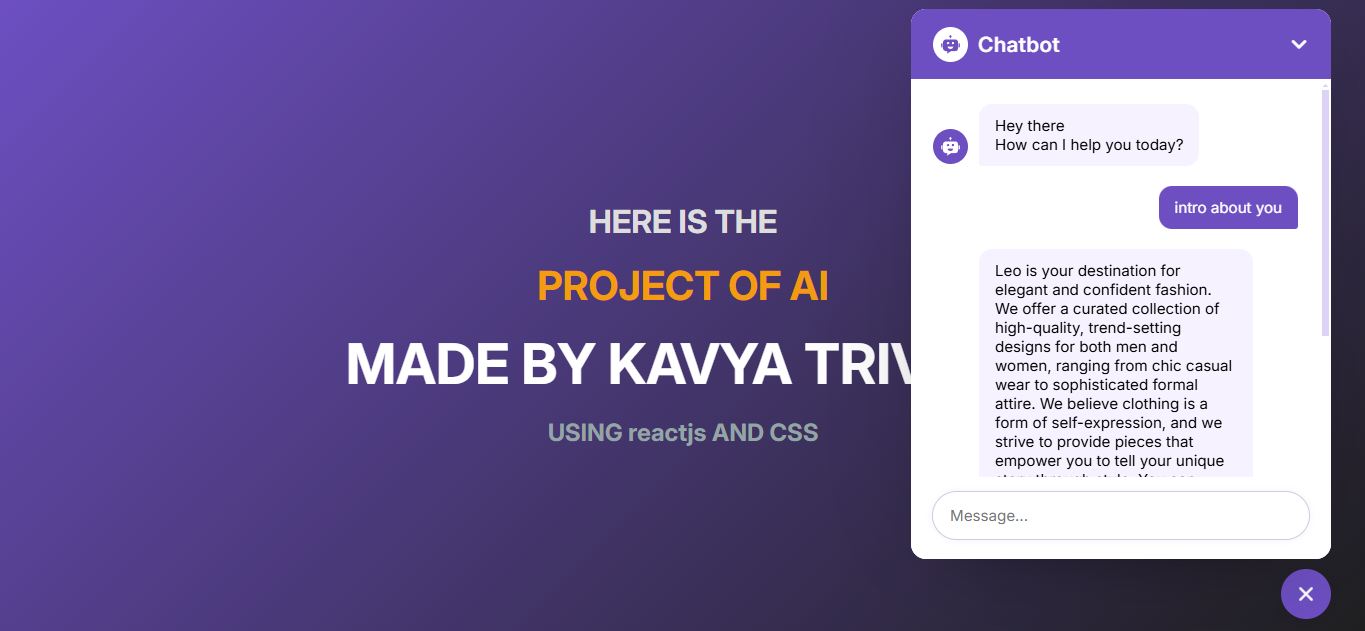 HERE IS THE
PROJECT OF AI
MADE BY KAVYA
USING reactjs AND CSS
Chatbot
Hey there
How can I help you today?
intro about you
Leo is your destination for
elegant and confident fashion.
We offer a curated collection of
high-quality, trend-setting
designs for both men and
women, ranging from chic casual
wear to sophisticated formal
attire. We believe clothing is a
form of self-expression, and we
strive to provide pieces that
empower you to tell your unique
Message...